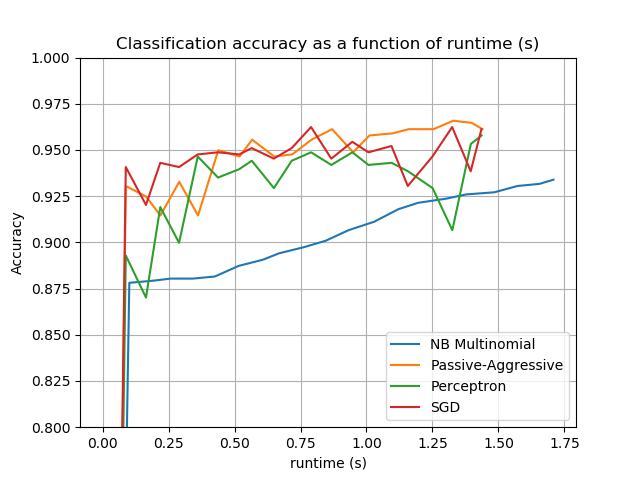 Classification accuracy as a function of runtime (s)
1.000
0.975
0.950
0.925
0.900
0.875
0.850
0.825
0.800
Accuracy
0.00 0.25 0.50 0.75 1.00 1.25 1.50 1.75
runtime (s)
NB Multinomial
Passive-Aggressive
Perceptron
SGD